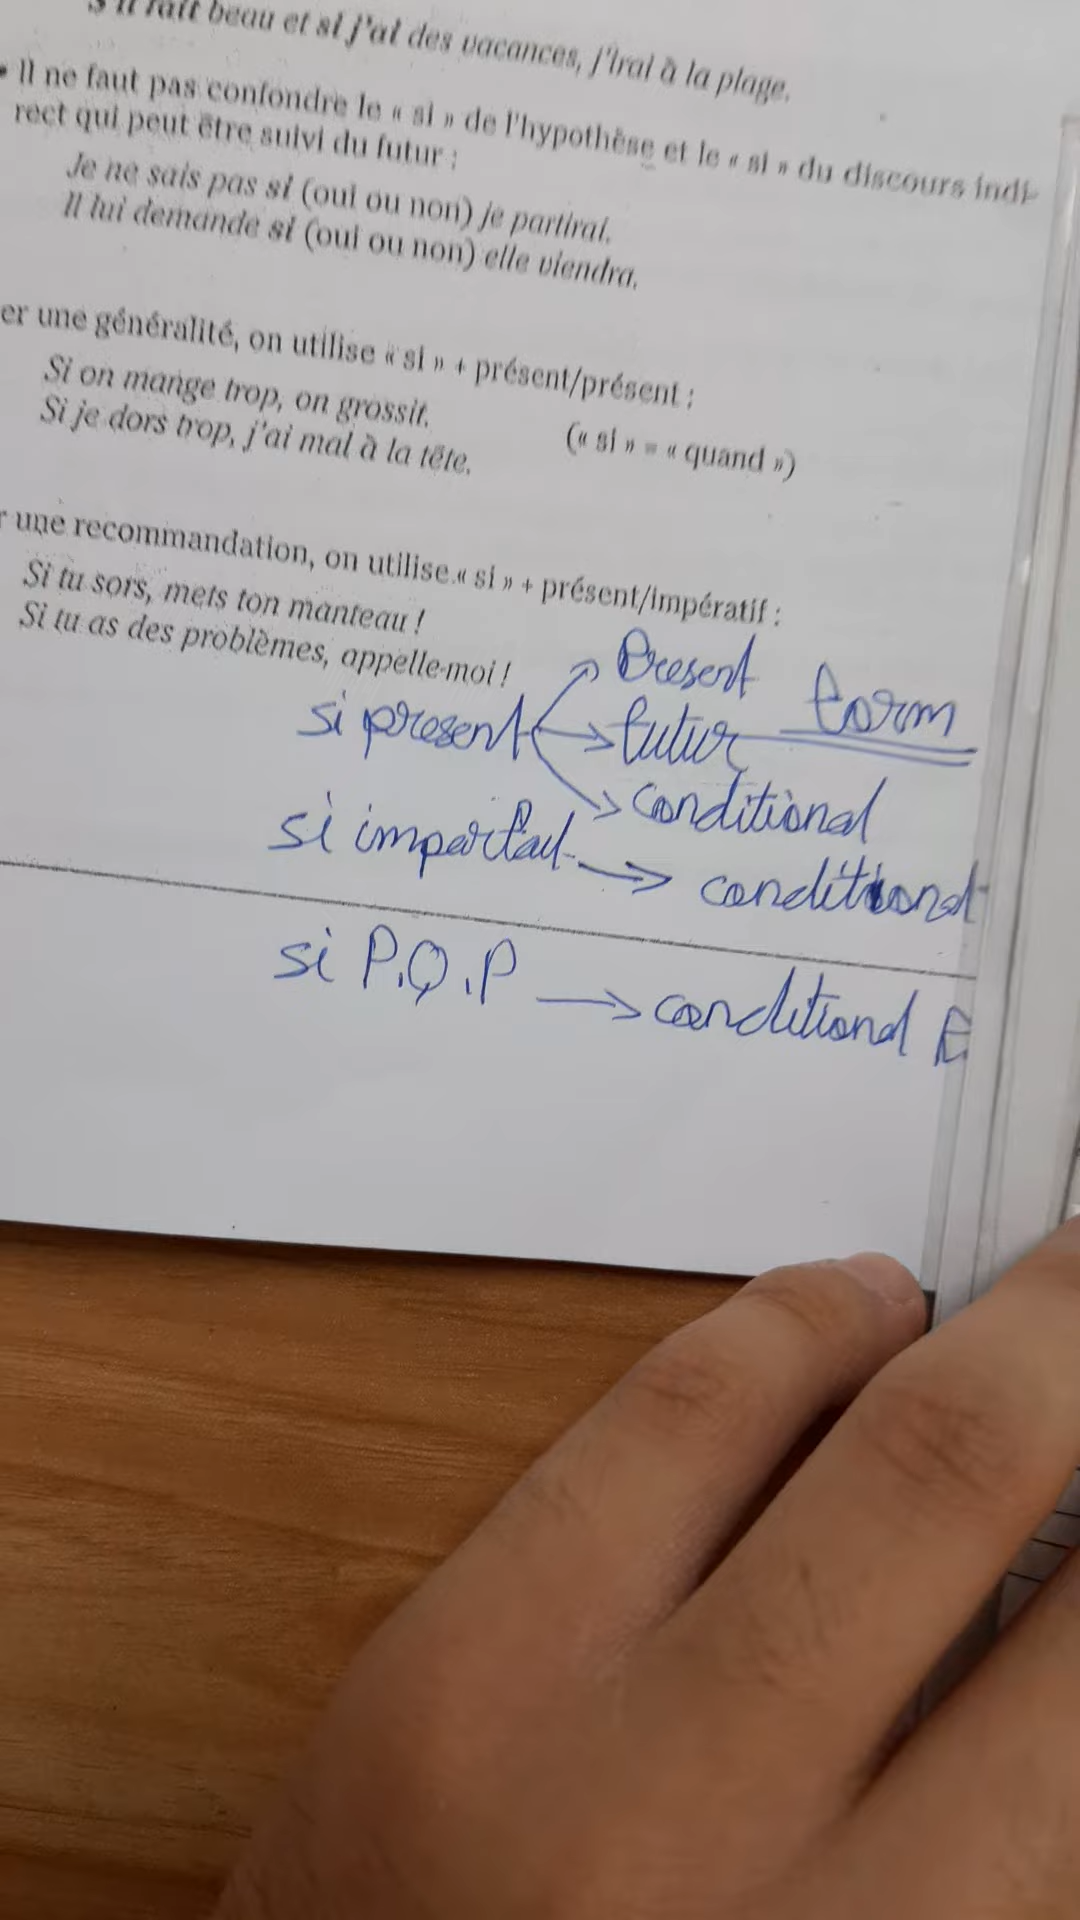 S'il fait beau et si j'ai des vacances, j'irai à la plage.
• Il ne faut pas confondre le « si » de l'hypothèse et le « si » du discours indi-
rect qui peut être suivi du futur :
Je ne sais pas si (oui ou non) je partirai.
Il lui demande si (oui ou non) elle viendra.
er une généralité, on utilise « si » + présent/présent :
Si on mange trop, on grossit.
Si je dors trop, j'ai mal à la tête.
(« si » = « quand »)
r une recommandation, on utilise « si » + présent/impératif :
Si tu sors, mets ton manteau !
Si tu as des problèmes, appelle-moi !
Present
si present futur form
conditional
si imparfait conditional
si P.Q.P conditional